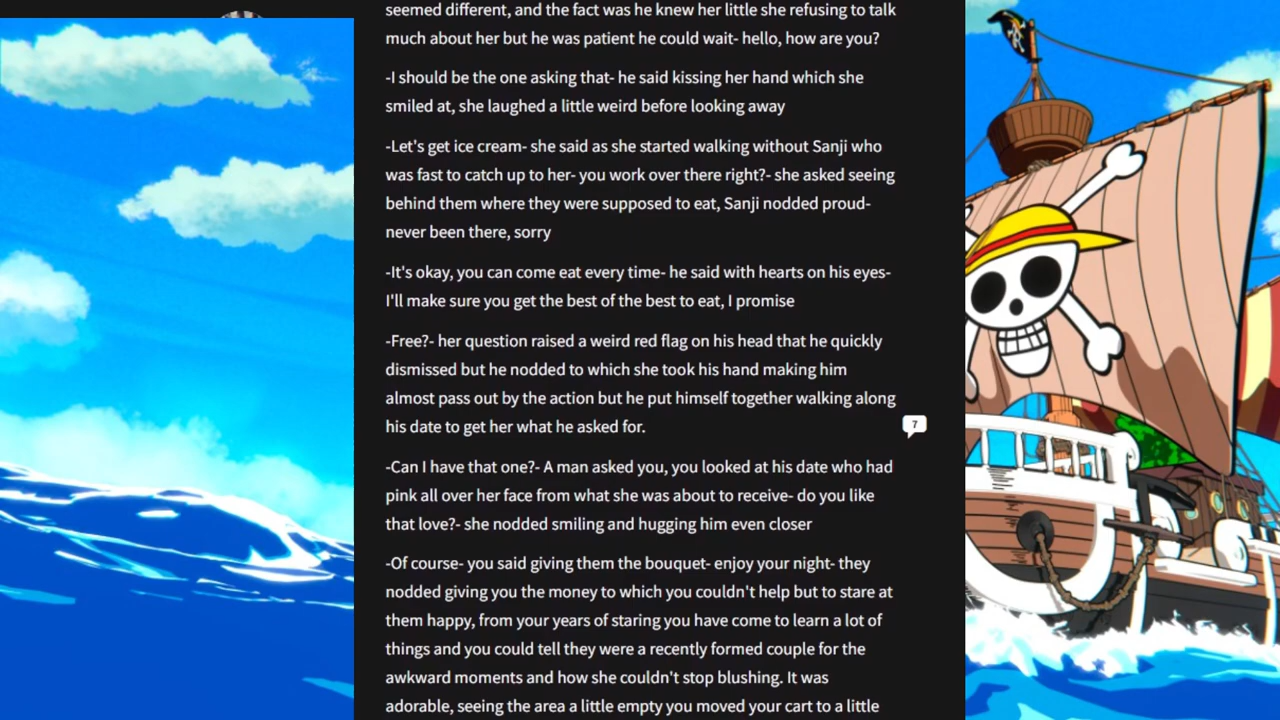 seemed different, and the fact was he knew her little she refusing to talk
much about her but he was patient he could wait- hello, how are you?
-I should be the one asking that- he said kissing her hand which she
smiled at, she laughed a little weird before looking away
-Let's get ice cream- she said as she started walking without Sanji who
was fast to catch up to her- you work over there right?- she asked seeing
behind them where they were supposed to eat, Sanji nodded proud-
never been there, sorry
-It's okay, you can come eat every time- he said with hearts on his eyes-
I'll make sure you get the best of the best to eat, I promise
-Free?- her question raised a weird red flag on his head that he quickly
dismissed but he nodded to which she took his hand making him
almost pass out by the action but he put himself together walking along
his date to get her what he asked for.
7
-Can I have that one?- A man asked you, you looked at his date who had
pink all over her face from what she was about to receive- do you like
that love?- she nodded smiling and hugging him even closer
-Of course- you said giving them the bouquet- enjoy your night- they
nodded giving you the money to which you couldn't help but to stare at
them happy, from your years of staring you have come to learn a lot of
things and you could tell they were a recently formed couple for the
awkward moments and how she couldn't stop blushing. It was
adorable, seeing the area a little empty you moved your cart to a little